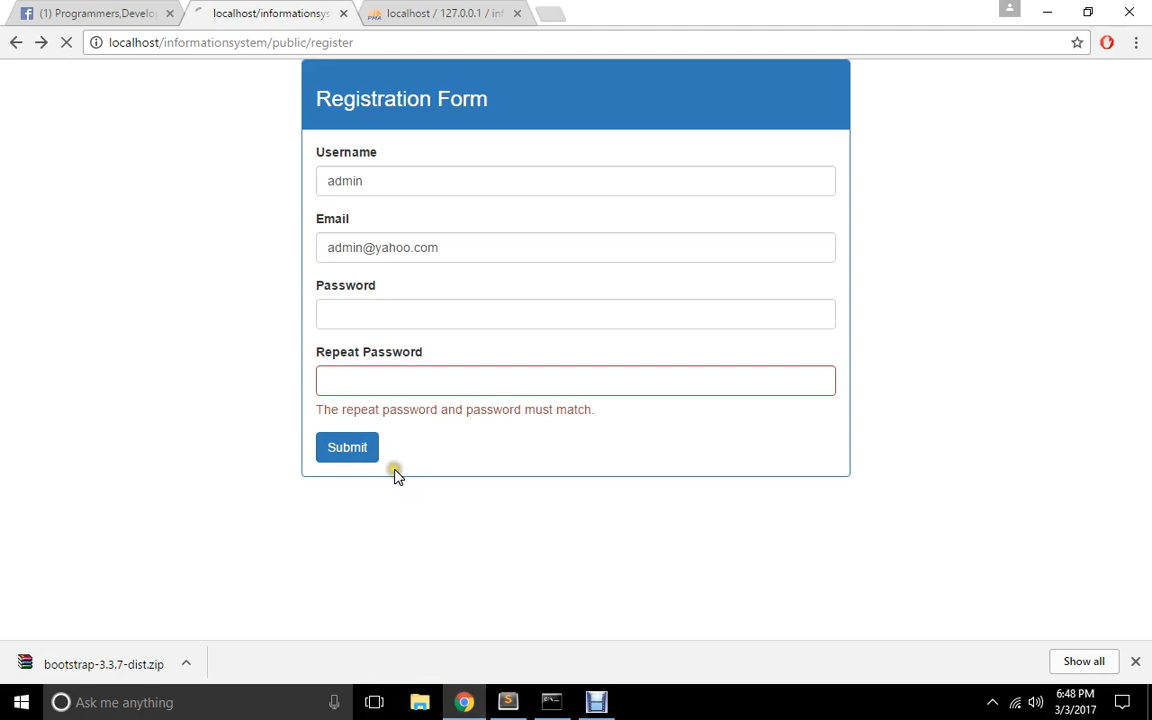 (1) Programmers,Develo
localhost/informationsys
localhost / 127.0.0.1 / inf
localhost/informationsystem/public/register
Registration Form
Username
admin
Email
admin@yahoo.com
Password
Repeat Password
The repeat password and password must match.
Submit
bootstrap-3.3.7-dist.zip
Show all
Ask me anything
6:48 PM
3/3/2017